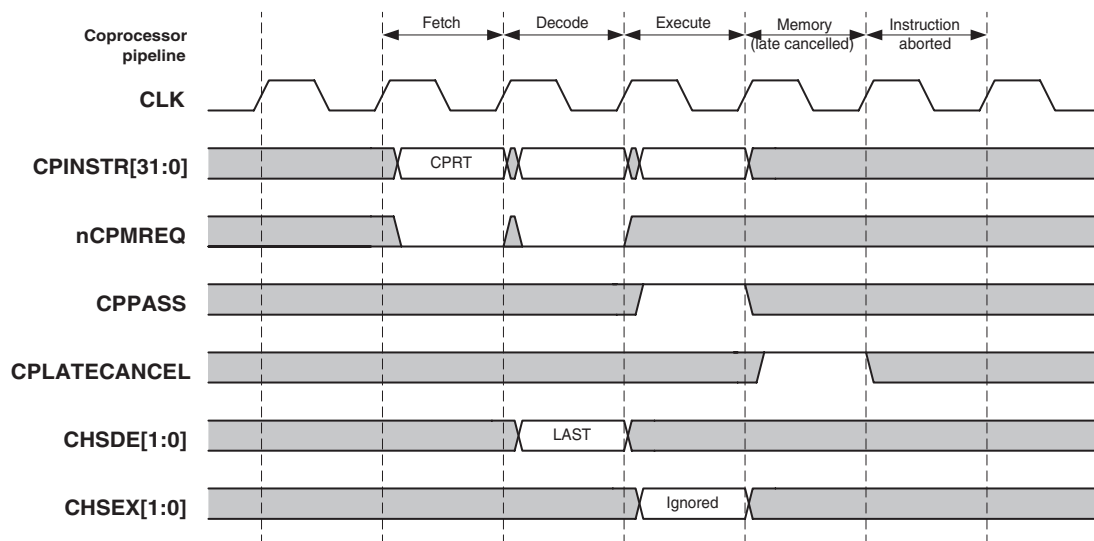 Coprocessor
pipeline
Fetch
Decode
Execute
Memory
(late cancelled)
Instruction
aborted
CLK
CPINSTR[31:0]
CPRT
nCPMREQ
CPPASS
CPLATECANCEL
CHSDE[1:0]
LAST
CHSEX[1:0]
Ignored